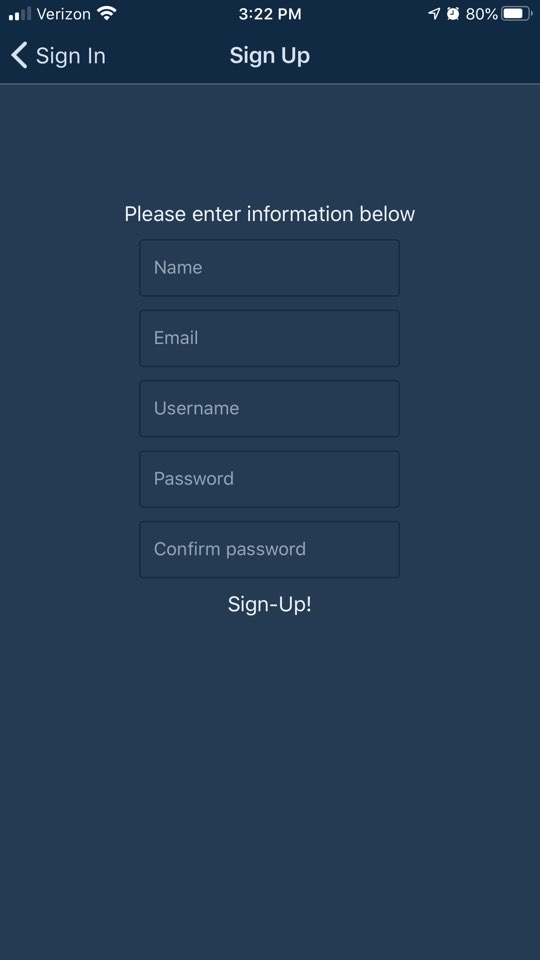 Verizon 3:22 PM 80%
Sign In Sign Up
Please enter information below
Name
Email
Username
Password
Confirm password
Sign-Up!